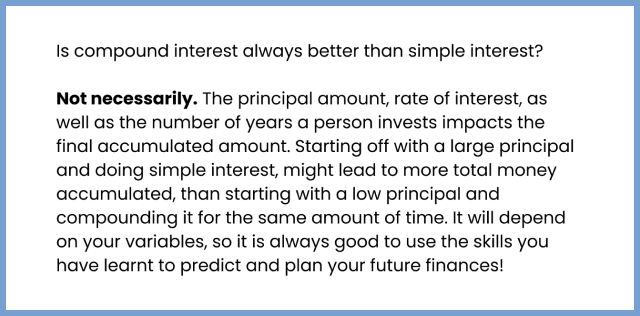 Is compound interest always better than simple interest?
Not necessarily. The principal amount, rate of interest, as
well as the number of years a person invests impacts the
final accumulated amount. Starting off with a large principal
and doing simple interest, might lead to more total money
accumulated, than starting with a low principal and
compounding it for the same amount of time. It will depend
on your variables, so it is always good to use the skills you
have learnt to predict and plan your future finances!